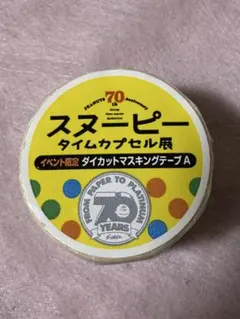 PEANUTS 70th Anniversary
スヌーピー
タイムカプセル展
イベント限定 ダイカットマスキングテープA
FROM PAPER TO PLATINUM
70
YEARS